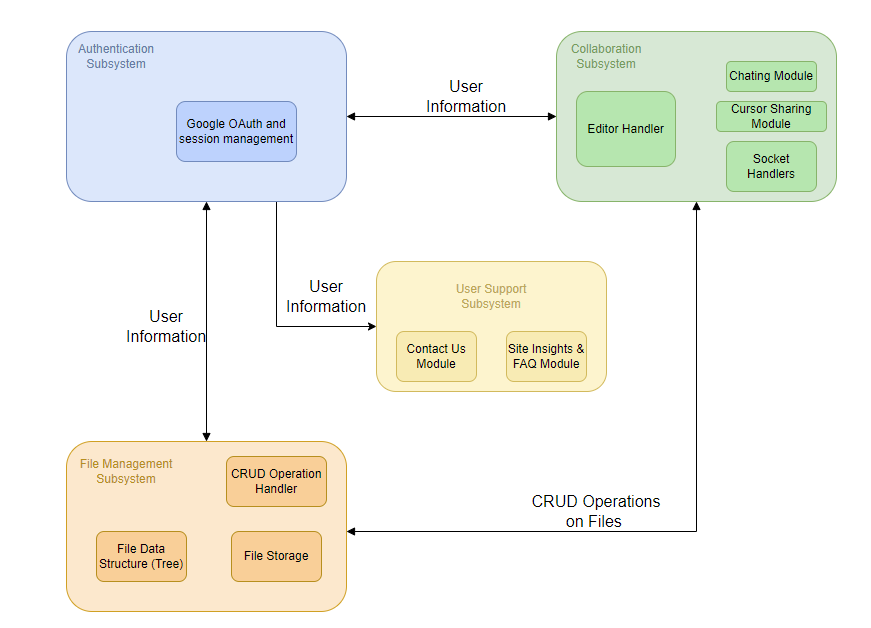 Authentication
Subsystem
Google OAuth and
session management
User
Information
Collaboration
Subsystem
Chating Module
Cursor Sharing
Module
Editor Handler
Socket
Handlers
User
Information
User Support
Subsystem
Contact Us
Module
Site Insights &
FAQ Module
User
Information
File Management
Subsystem
CRUD Operation
Handler
File Data
Structure (Tree)
File Storage
CRUD Operations
on Files